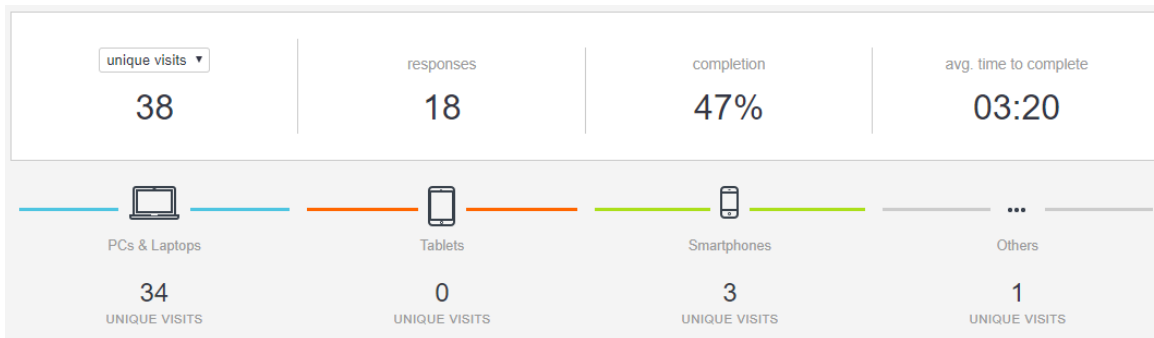 unique visits ▼
responses
completion
avg. time to complete
38
18
47%
03:20
PCs & Laptops
Tablets
Smartphones
Others
34
0
3
1
UNIQUE VISITS
UNIQUE VISITS
UNIQUE VISITS
UNIQUE VISITS